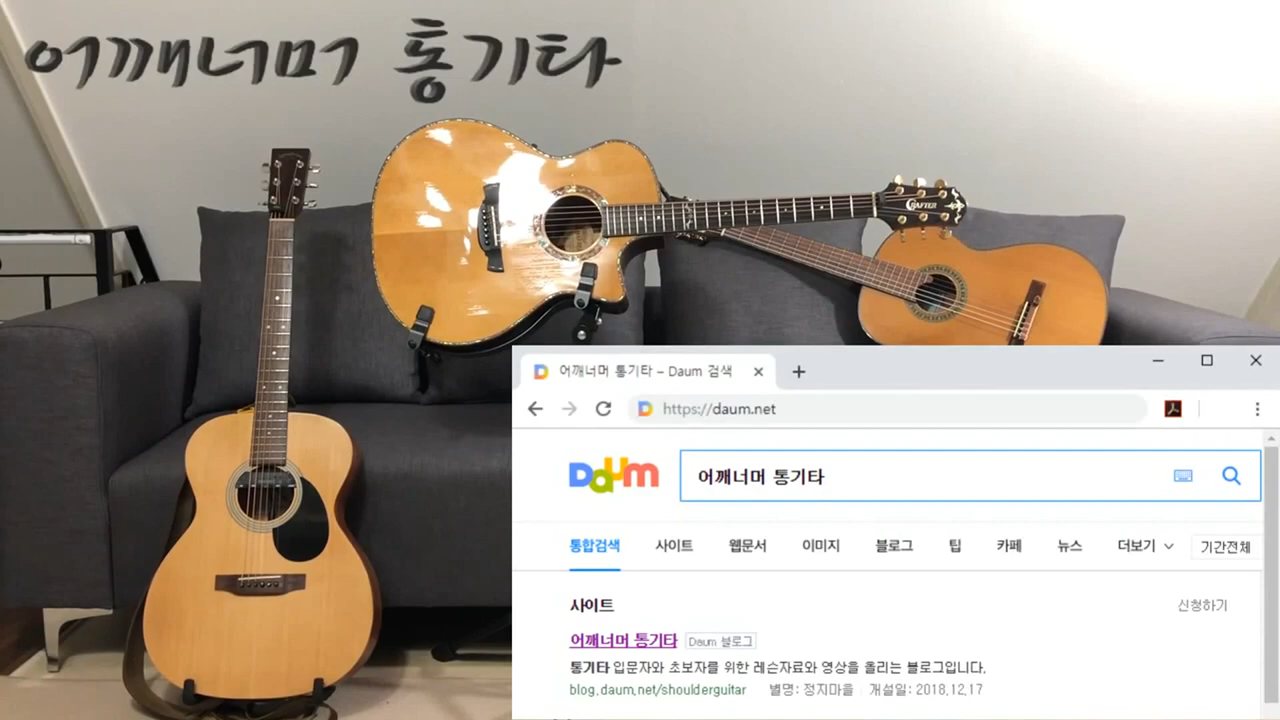 어깨너머 통기타
CRAFTER
어깨너머 통기타 – Daum 검색
https://daum.net
Daum
어깨너머 통기타
통합검색 사이트 웹문서 이미지 블로그 팁 카페 뉴스 더보기 기간전체
사이트 신청하기
어깨너머 통기타 Daum 블로그
통기타 입문자와 초보자를 위한 레슨자료와 영상을 올리는 블로그입니다.
blog.daum.net/shoulderguitar 별명: 정지마을 개설일: 2018.12.17